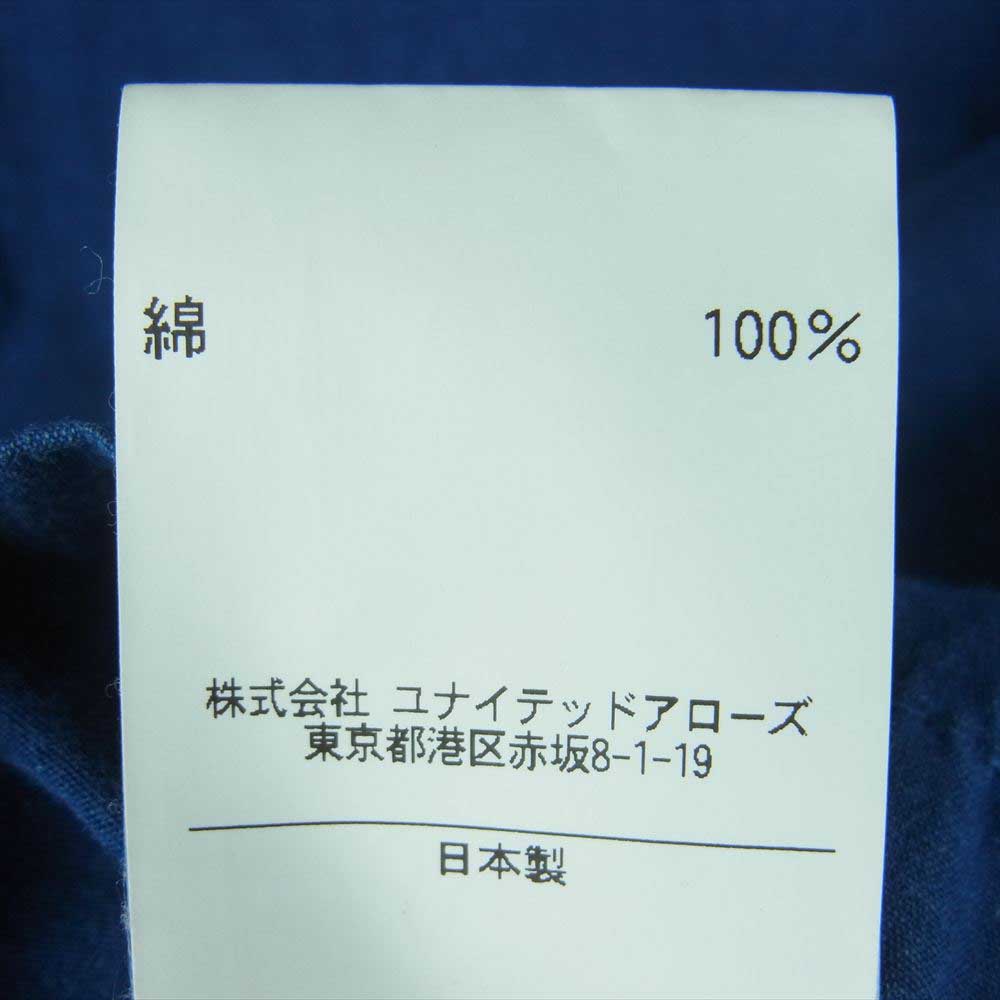 綿 100%
株式会社 ユナイテッドアローズ
東京都港区赤坂8-1-19
日本製